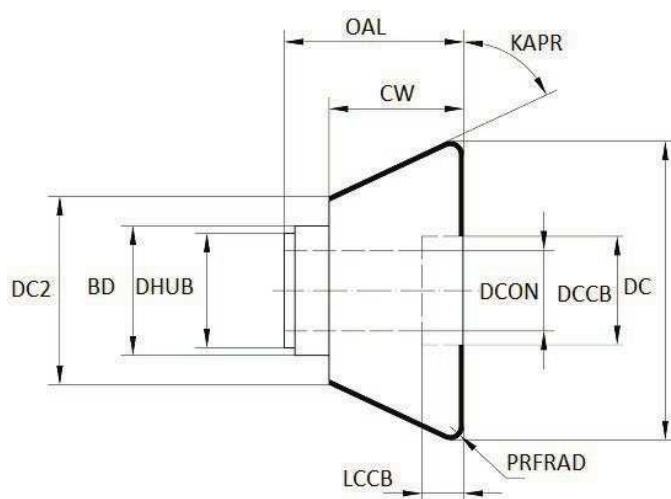 OAL
KAPR
CW
DC2
BD
DHUB
DCON
DCCB
DC
PRFRAD
LCCB